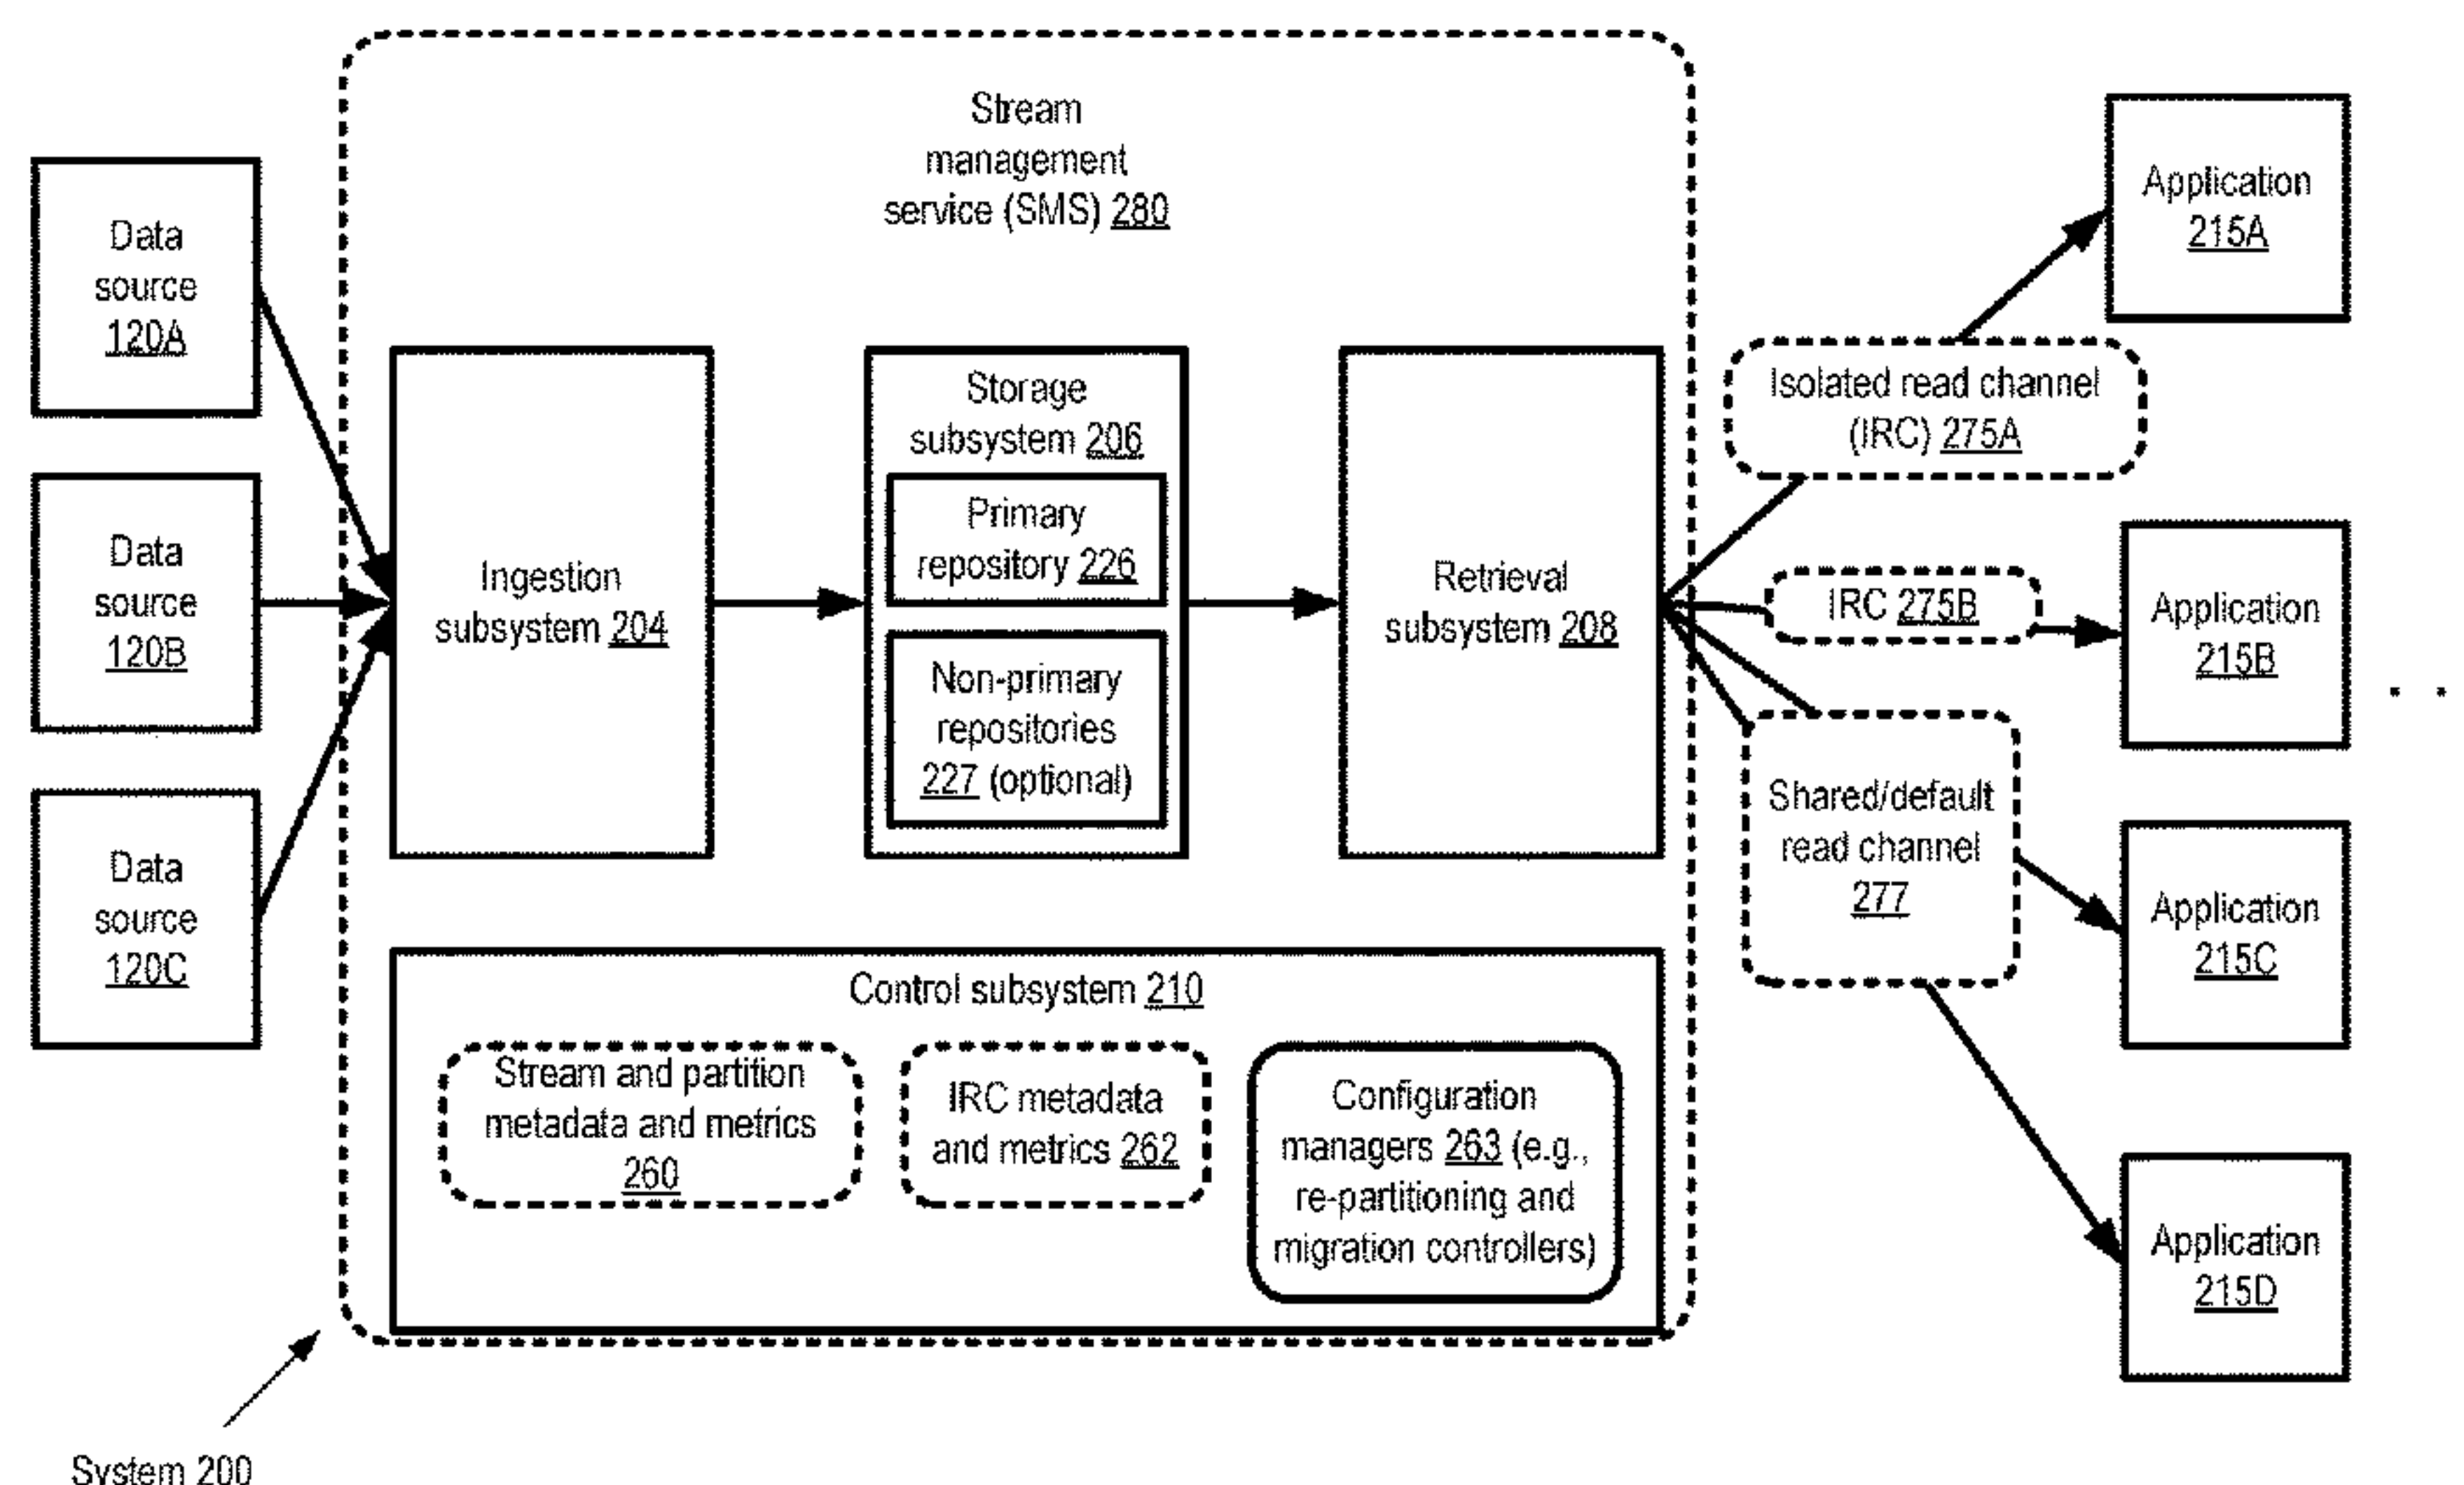 Stream
management
service (SMS) 280
Data
source
120A
Data
source
120B
Data
source
120C
Ingestion
subsystem 204
Storage
subsystem 206
Primary
repository 226
Non-primary
repositories
227 (optional)
Retrieval
subsystem 208
Control subsystem 210
Stream and partition
metadata and metrics
260
IRC metadata
and metrics 262
Configuration
managers 263 (e.g.,
re-partitioning and
migration controllers)
Isolated read channel
(IRC) 275A
IRC 275B
Shared/default
read channel
277
Application
215A
Application
215B
. .
Application
215C
Application
215D
System 200